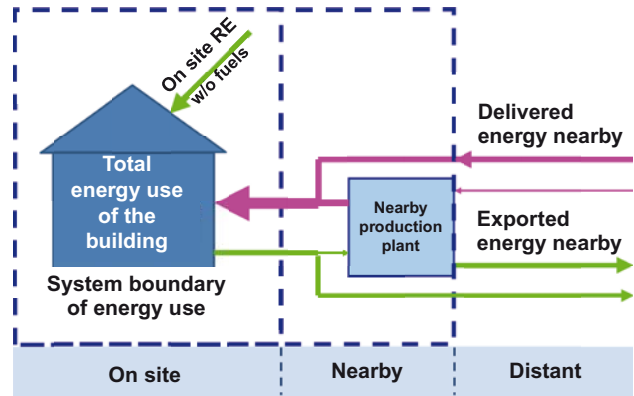 On site RE
w/o fuels
Delivered
energy nearby
Total
energy use
of the
building
Nearby
production
plant
Exported
energy nearby
System boundary
of energy use
On site
Nearby
Distant